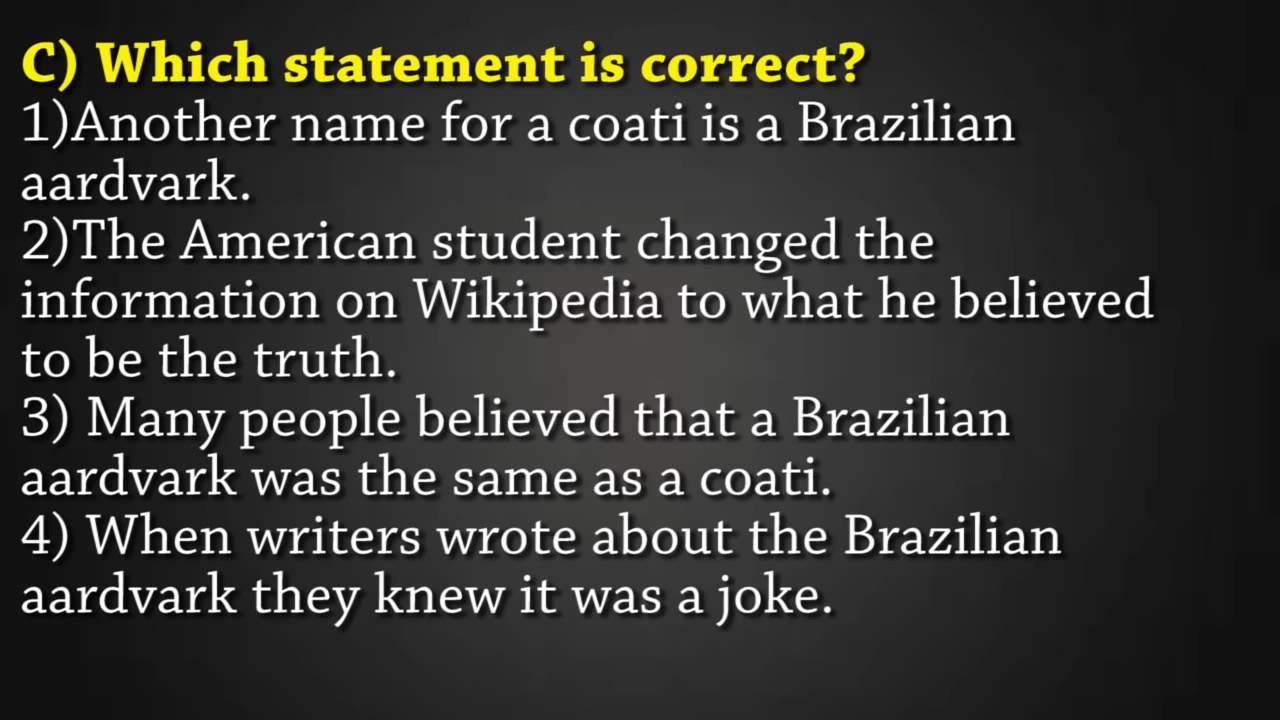 C) Which statement is correct?
1)Another name for a coati is a Brazilian
aardvark.
2)The American student changed the
information on Wikipedia to what he believed
to be the truth.
3) Many people believed that a Brazilian
aardvark was the same as a coati.
4) When writers wrote about the Brazilian
aardvark they knew it was a joke.